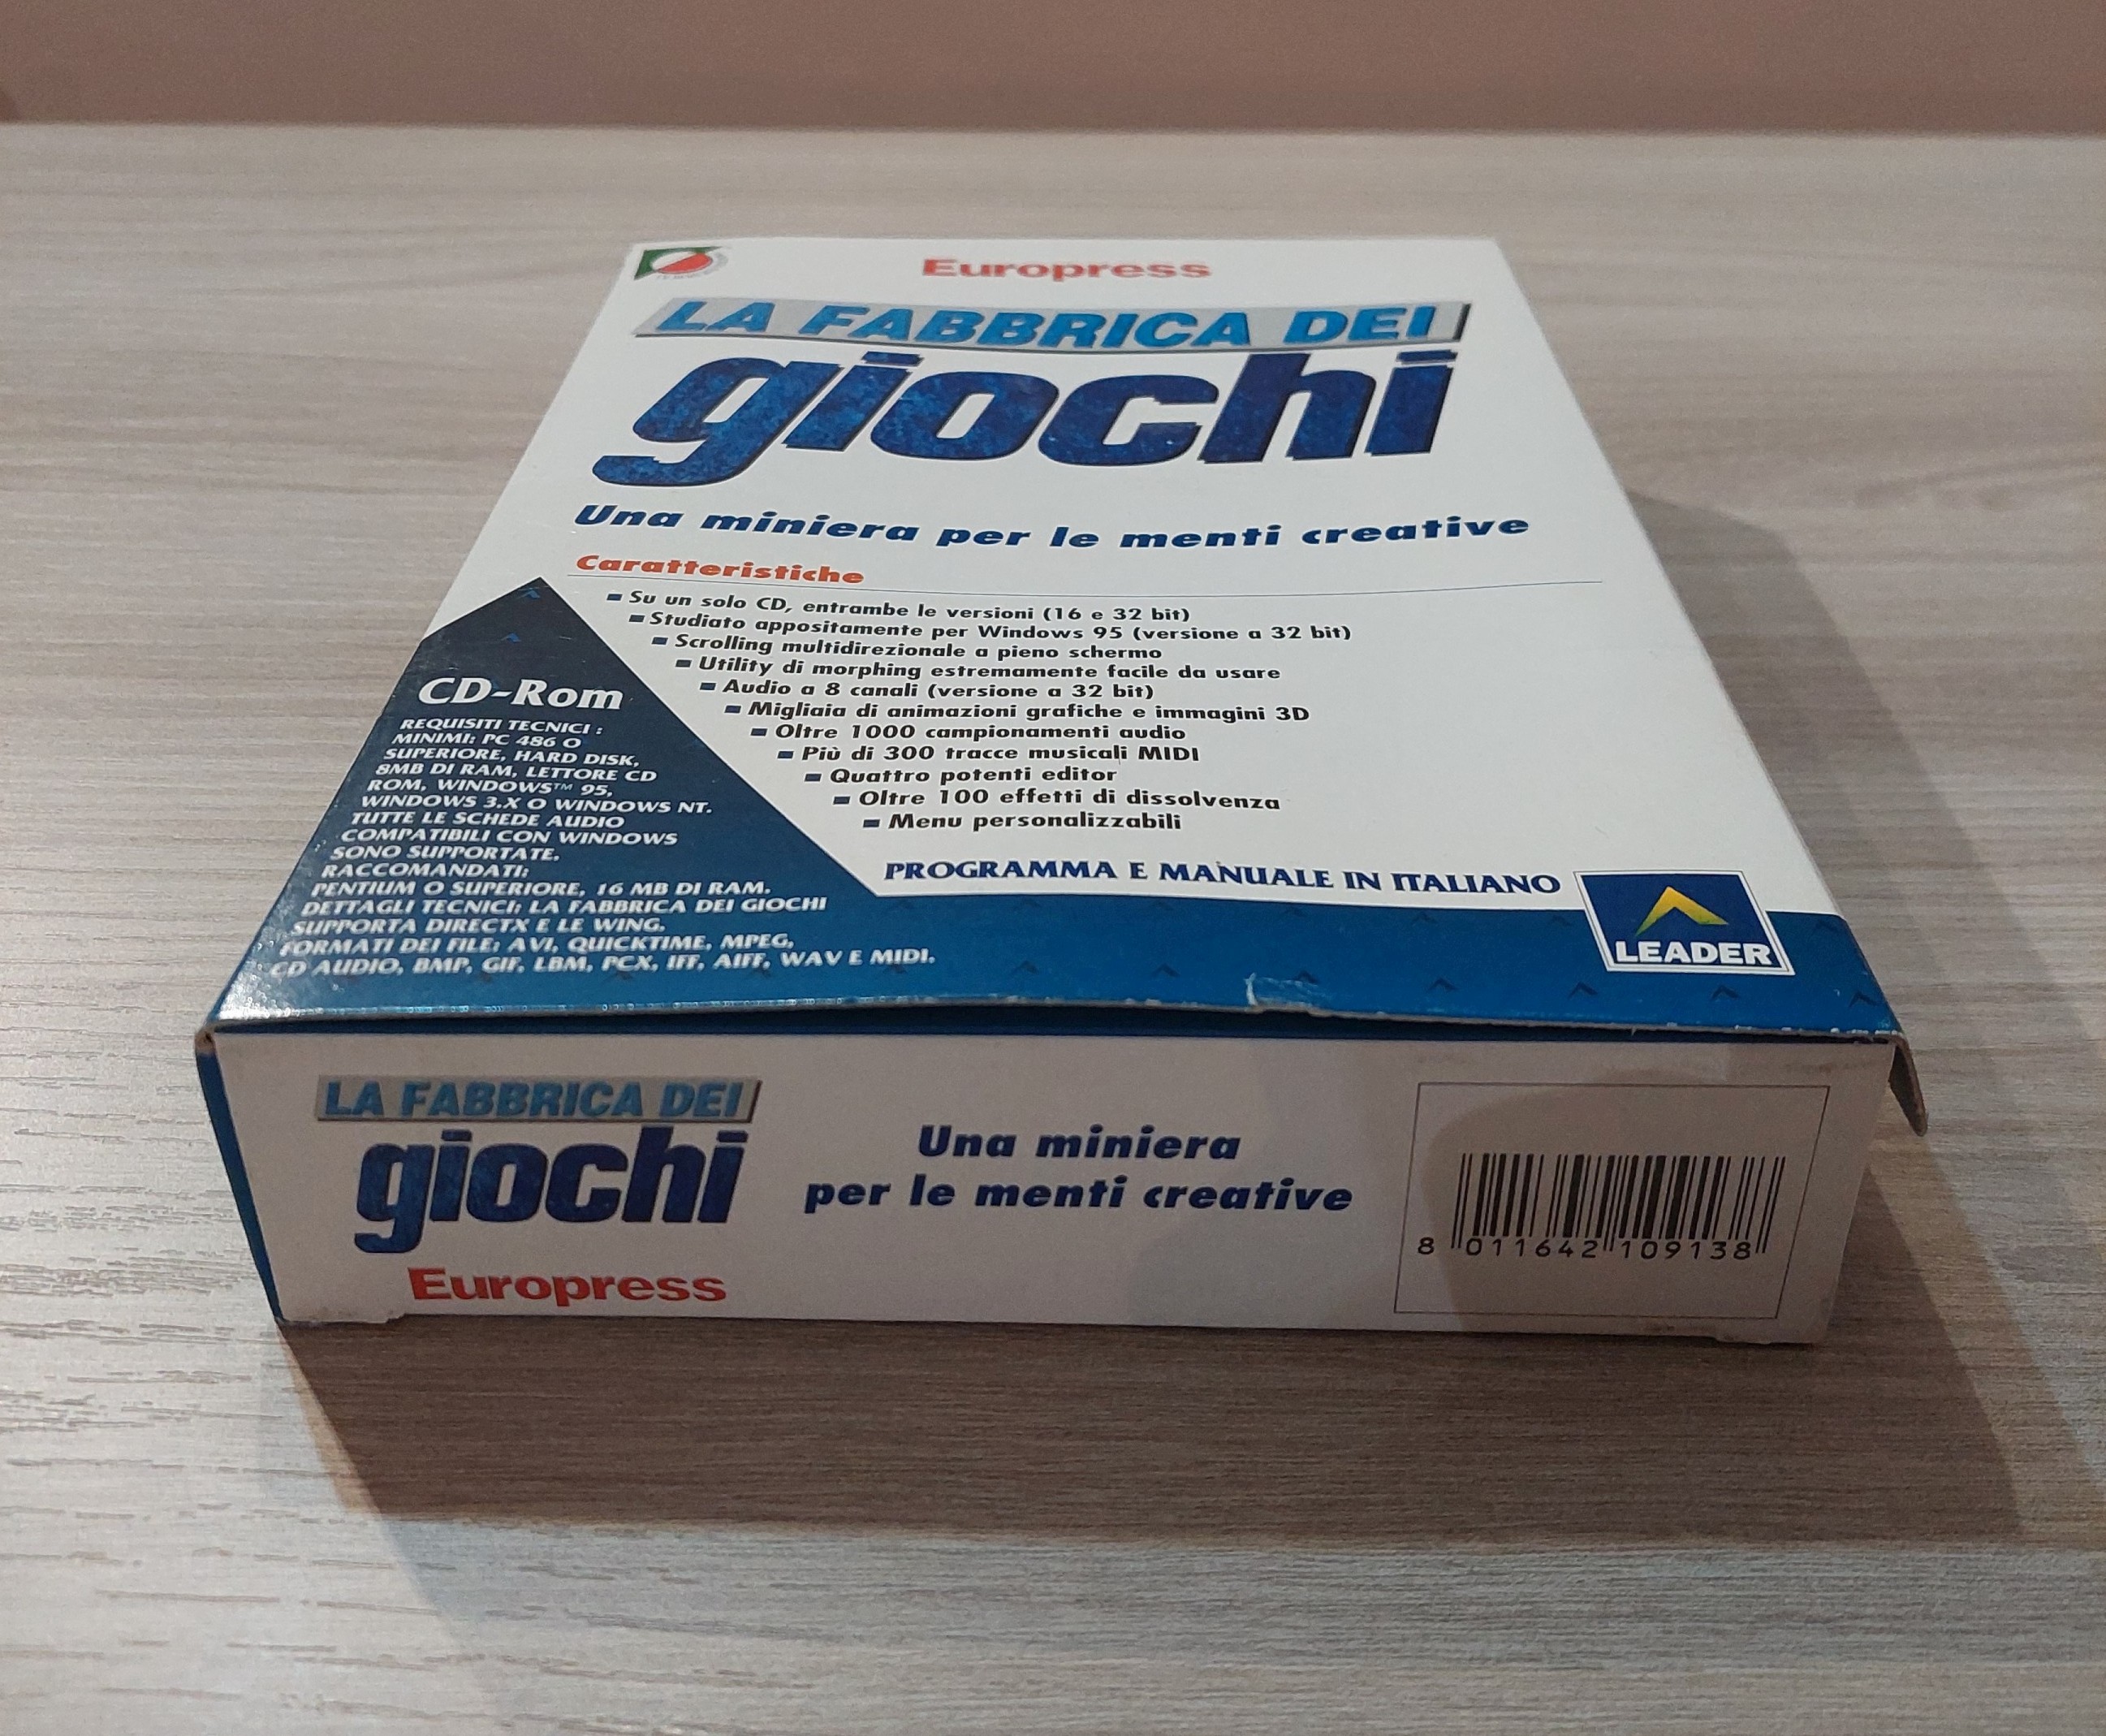 Europress
LA FABBRICA DEI
giochi
Una miniera per le menti creative
Caratteristiche
Su un solo CD, entrambe le versioni (16 e 32 bit)
Studiato appositamente per Windows 95 (versione a 32 bit)
Scrolling multidirezionale a pieno schermo
Utility di morphing estremamente facile da usare
Audio a 8 canali (versione a 32 bit)
Migliaia di animazioni grafiche e immagini 3D
Oltre 1000 campionamenti audio
Più di 300 tracce musicali MIDI
Quattro potenti editor
Oltre 100 effetti di dissolvenza
Menu personalizzabili
CD-Rom
REQUISITI TECNICI :
MINIMI: PC 486 O
SUPERIORE, HARD DISK,
8MB DI RAM, LETTORE CD
ROM, WINDOWS™ 95,
WINDOWS 3.X O WINDOWS NT.
TUTTE LE SCHEDE AUDIO
COMPATIBILI CON WINDOWS
SONO SUPPORTATE.
RACCOMANDATI:
PENTIUM O SUPERIORE, 16 MB DI RAM.
DETTAGLI TECNICI: LA FABBRICA DEI GIOCHI
SUPPORTA DIRECTX E LE WING.
FORMATI DEI FILE: AVI, QUICKTIME, MPEG,
CD AUDIO, BMP, GIF, LBM, PCX, IFF, AIFF, WAV E MIDI.
PROGRAMMA E MANUALE IN ITALIANO
LEADER
LA FABBRICA DEI
giochi
Europress
Una miniera
per le menti creative
8 011642 109138